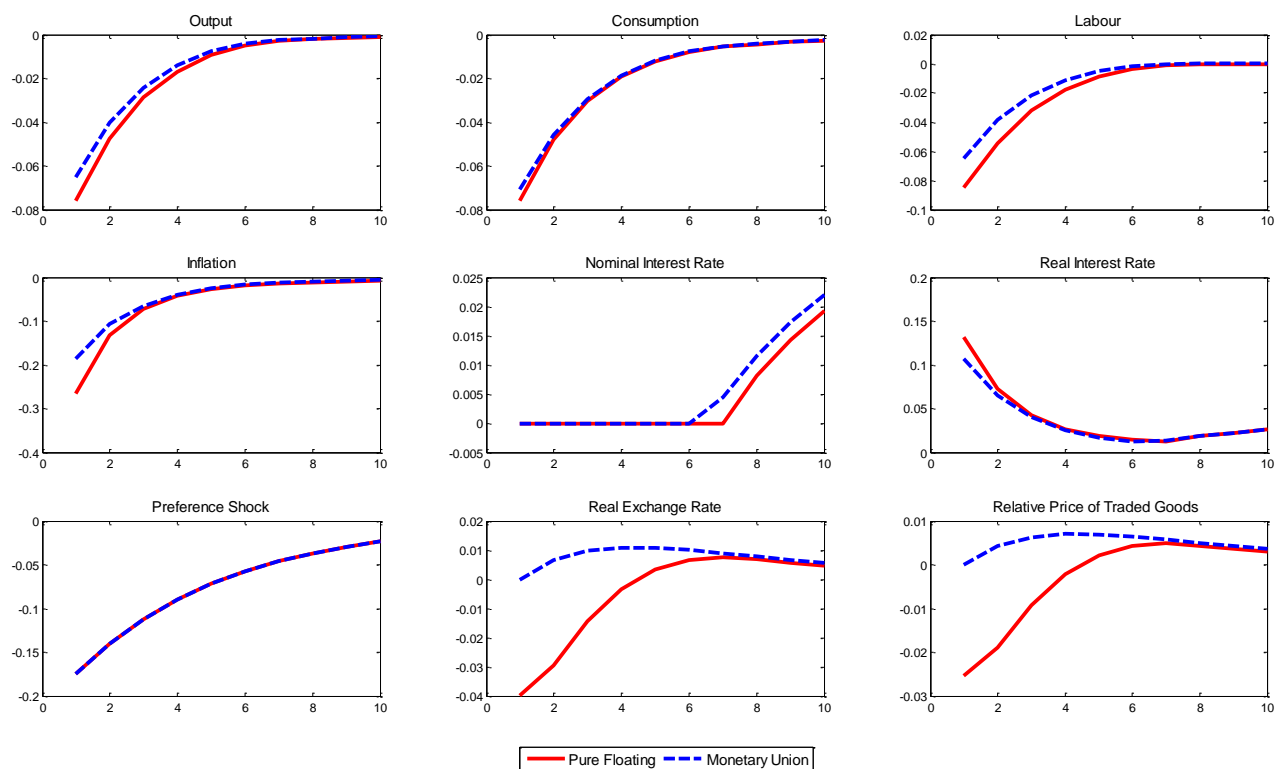 Output
Consumption
Labour
0
-0.02
-0.04
-0.06
-0.08
0 2 4 6 8 10
0
-0.02
-0.04
-0.06
-0.08
0 2 4 6 8 10
0.02
0
-0.02
-0.04
-0.06
-0.08
-0.1
0 2 4 6 8 10
Inflation
Nominal Interest Rate
Real Interest Rate
0
-0.1
-0.2
-0.3
-0.4
0 2 4 6 8 10
0.025
0.02
0.015
0.01
0.005
0
-0.005
0 2 4 6 8 10
0.2
0.15
0.1
0.05
0
0 2 4 6 8 10
Preference Shock
Real Exchange Rate
Relative Price of Traded Goods
0
-0.05
-0.1
-0.15
-0.2
0 2 4 6 8 10
0.02
0.01
0
-0.01
-0.02
-0.03
-0.04
0 2 4 6 8 10
0.01
0
-0.01
-0.02
-0.03
0 2 4 6 8 10
Pure Floating Monetary Union